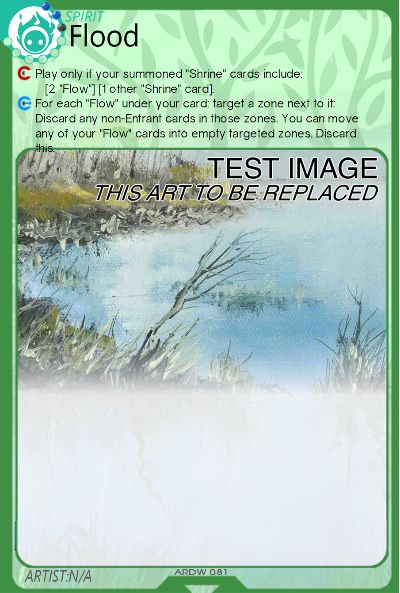 SPIRIT
Flood
Play only if your summoned "Shrine" cards include:
[2 "Flow"] [1 other "Shrine" card].
For each "Flow" under your card: target a zone next to it:
Discard any non-Entrant cards in those zones. You can move
any of your "Flow" cards into empty targeted zones. Discard
this.
TEST IMAGE
THIS ART TO BE REPLACED
ARTIST:N/A
ARDW 081